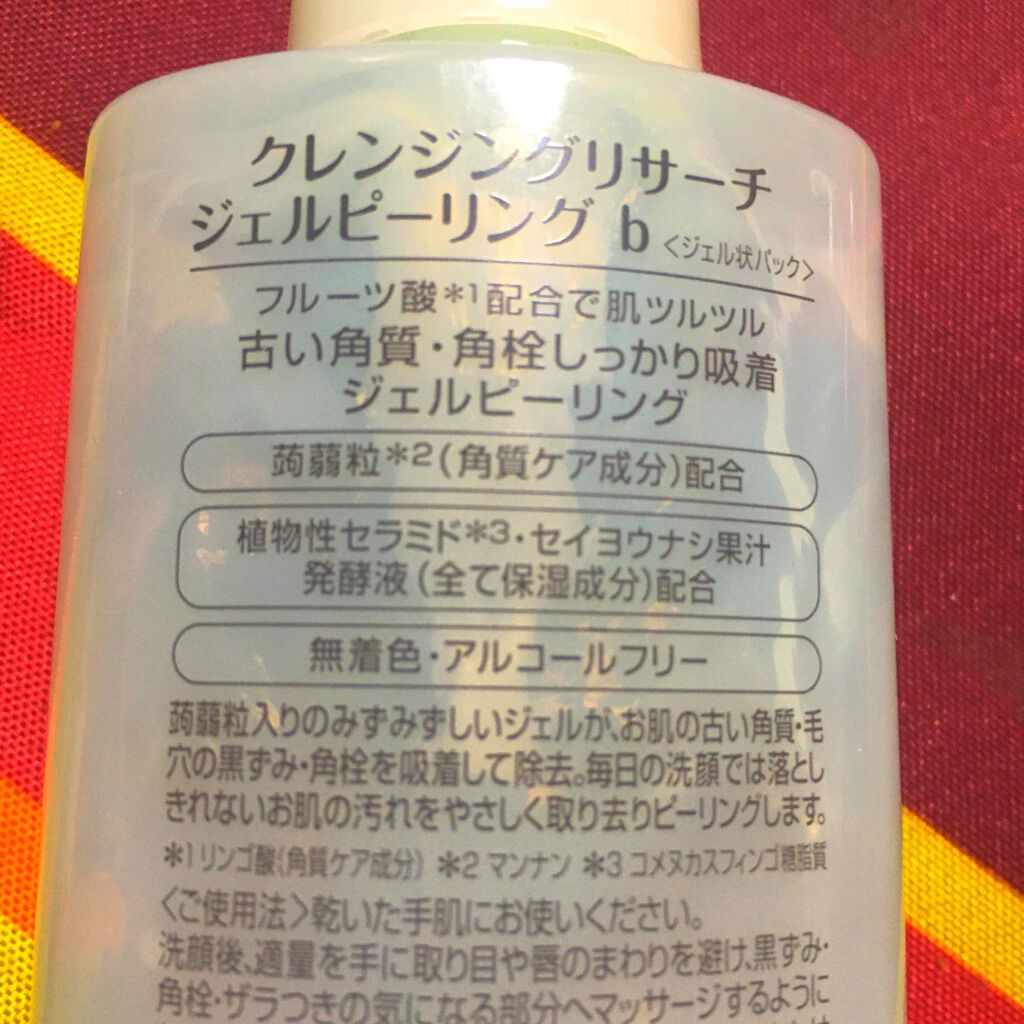 クレンジングリサーチ
ジェルピーリング b 〈ジェル状パック〉
フルーツ酸*1配合で肌ツルツル
古い角質・角栓しっかり吸着
ジェルピーリング
蒟蒻粒*2(角質ケア成分)配合
植物性セラミド*3・セイヨウナシ果汁
発酵液(全て保湿成分)配合
無着色・アルコールフリー
蒟蒻粒入りのみずみずしいジェルが、お肌の古い角質・毛
穴の黒ずみ・角栓を吸着して除去。毎日の洗顔では落とし
きれないお肌の汚れをやさしく取り去りピーリングします。
*1 リンゴ酸(角質ケア成分) *2 マンナン *3 コメヌカスフィンゴ糖脂質
〈ご使用法〉乾いた手肌にお使いください。
洗顔後、適量を手に取り目や唇のまわりを避け、黒ずみ・
角栓・ザラつきの気になる部分へマッサージするように